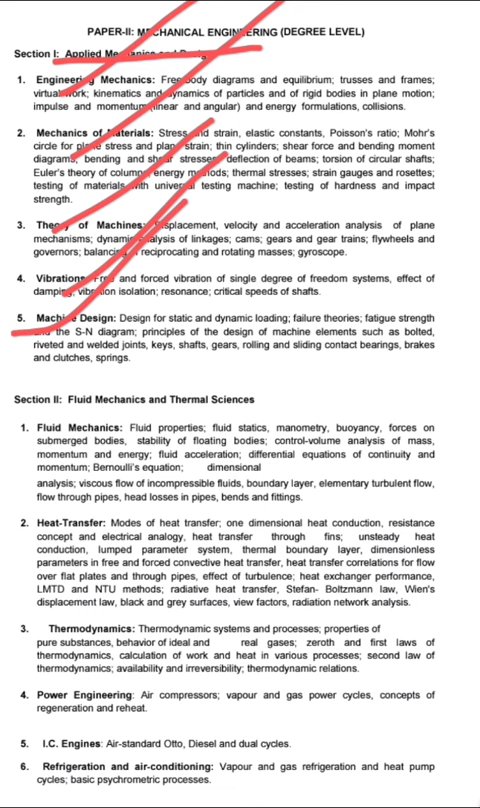 PAPER-II: MECHANICAL ENGINEERING (DEGREE LEVEL)
Section I: Applied Mechanics and Design
1. Engineering Mechanics: Free body diagrams and equilibrium; trusses and frames;
virtual work; kinematics and dynamics of particles and of rigid bodies in plane motion;
impulse and momentum (linear and angular) and energy formulations, collisions.
2. Mechanics of Materials: Stress and strain, elastic constants, Poisson's ratio; Mohr's
circle for plane stress and plane strain; thin cylinders; shear force and bending moment
diagrams; bending and shear stresses; deflection of beams; torsion of circular shafts;
Euler's theory of columns; energy methods; thermal stresses; strain gauges and rosettes;
testing of materials with universal testing machine; testing of hardness and impact
strength.
3. Theory of Machines: Displacement, velocity and acceleration analysis of plane
mechanisms; dynamic analysis of linkages; cams; gears and gear trains; flywheels and
governors; balancing of reciprocating and rotating masses; gyroscope.
4. Vibrations: Free and forced vibration of single degree of freedom systems, effect of
damping; vibration isolation; resonance; critical speeds of shafts.
5. Machine Design: Design for static and dynamic loading; failure theories; fatigue strength
and the S-N diagram; principles of the design of machine elements such as bolted,
riveted and welded joints, keys, shafts, gears, rolling and sliding contact bearings, brakes
and clutches, springs.
Section II: Fluid Mechanics and Thermal Sciences
1. Fluid Mechanics: Fluid properties; fluid statics, manometry, buoyancy, forces on
submerged bodies, stability of floating bodies; control-volume analysis of mass,
momentum and energy; fluid acceleration; differential equations of continuity and
momentum; Bernoulli's equation; dimensional
analysis; viscous flow of incompressible fluids, boundary layer, elementary turbulent flow,
flow through pipes, head losses in pipes, bends and fittings.
2. Heat-Transfer: Modes of heat transfer; one dimensional heat conduction, resistance
concept and electrical analogy, heat transfer through fins; unsteady heat
conduction, lumped parameter system, thermal boundary layer, dimensionless
parameters in free and forced convective heat transfer, heat transfer correlations for flow
over flat plates and through pipes, effect of turbulence; heat exchanger performance,
LMTD and NTU methods; radiative heat transfer, Stefan- Boltzmann law, Wien's
displacement law, black and grey surfaces, view factors, radiation network analysis.
3. Thermodynamics: Thermodynamic systems and processes; properties of
pure substances, behavior of ideal and real gases; zeroth and first laws of
thermodynamics, calculation of work and heat in various processes; second law of
thermodynamics; availability and irreversibility; thermodynamic relations.
4. Power Engineering: Air compressors; vapour and gas power cycles, concepts of
regeneration and reheat.
5. I.C. Engines: Air-standard Otto, Diesel and dual cycles.
6. Refrigeration and air-conditioning: Vapour and gas refrigeration and heat pump
cycles; basic psychrometric processes.